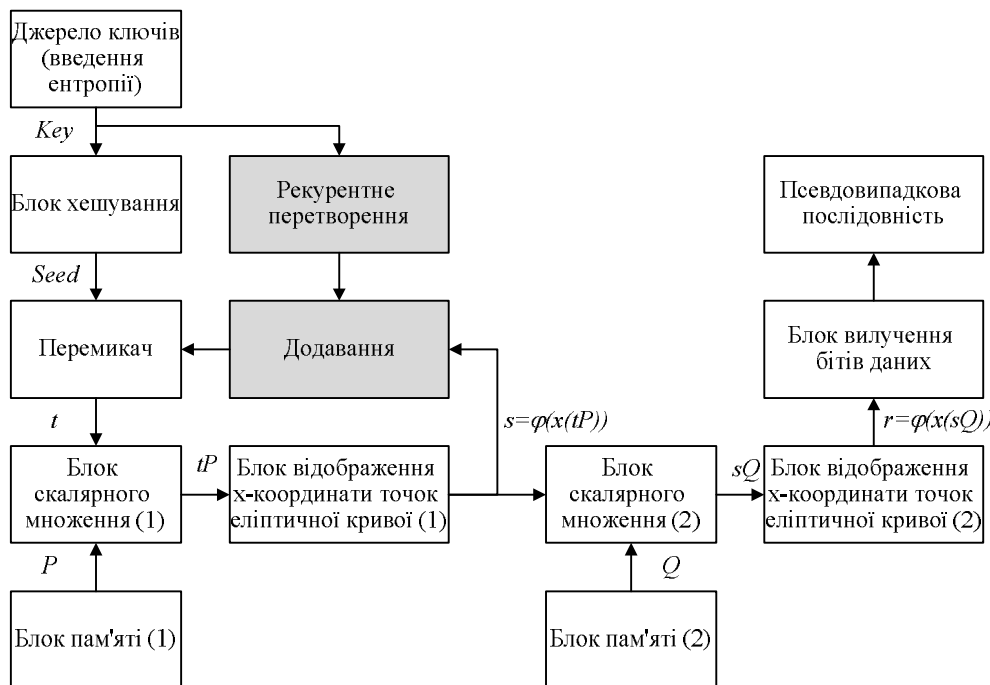 Джерело ключів
(введення
ентропії)
Key
Блок хешування
Рекурентне
перетворення
Псевдовипадкова
послідовність
Seed
Перемикач
Додавання
Блок вилучення
бітів даних
t
s=φ(x(tP))
r=φ(x(sQ))
Блок
скалярного
множення (1)
tP
Блок відображення
х-координати точок
еліптичної кривої (1)
Блок
скалярного
множення (2)
sQ
Блок відображення
х-координати точок
еліптичної кривої (2)
P
Q
Блок пам'яті (1)
Блок пам'яті (2)